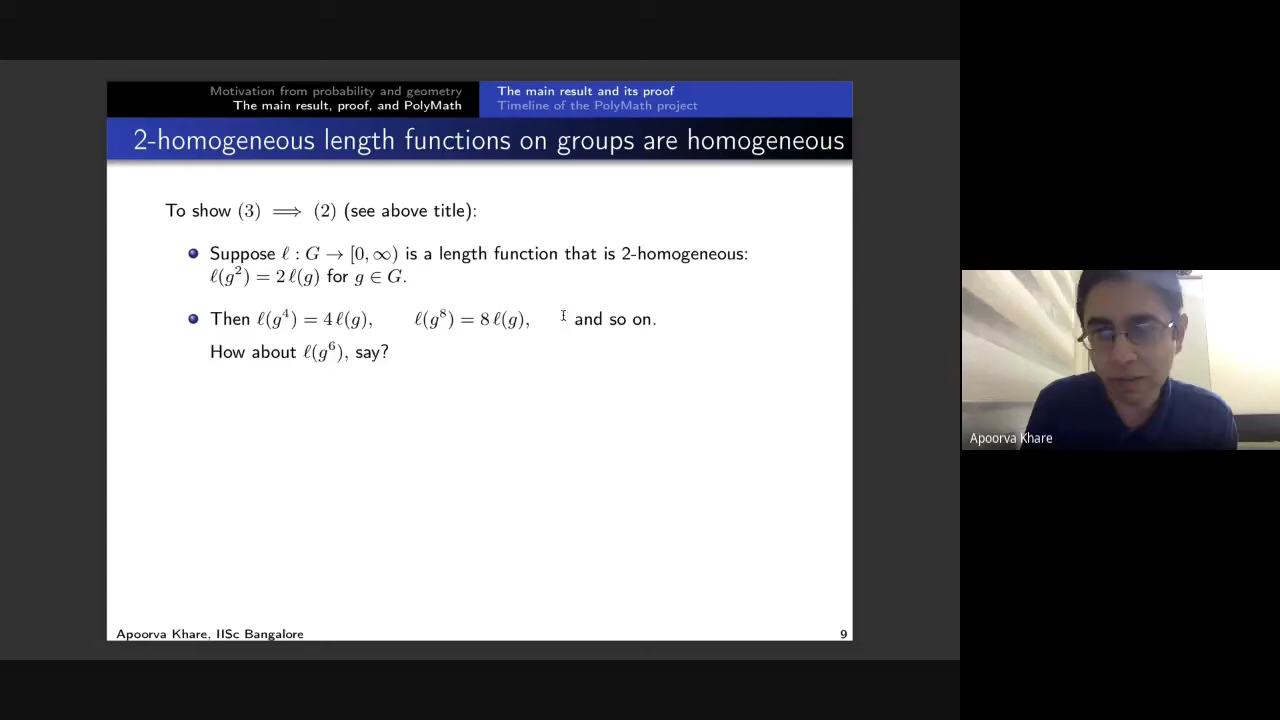 Motivation from probability and geometry
The main result, proof, and PolyMath
The main result and its proof
Timeline of the PolyMath project
2-homogeneous length functions on groups are homogeneous
To show (3) ⟹ (2) (see above title):
Suppose ℓ : G → [0, ∞) is a length function that is 2-homogeneous:
ℓ(g²) = 2 ℓ(g) for g ∈ G.
Then ℓ(g⁴) = 4 ℓ(g), ℓ(g⁸) = 8 ℓ(g), and so on.
How about ℓ(g⁶), say?
Apoorva Khare
Apoorva Khare, IISc Bangalore
9